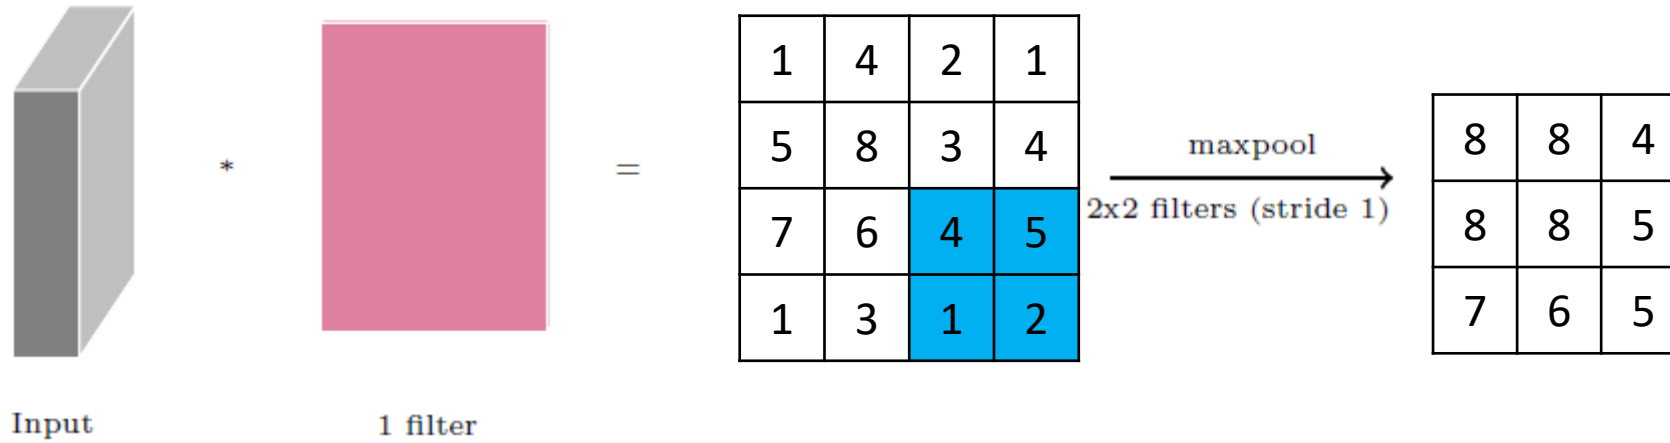 1 4 2 1
5 8 3 4
7 6 4 5
1 3 1 2
*
=
maxpool
2x2 filters (stride 1)
8 8 4
8 8 5
7 6 5
Input
1 filter